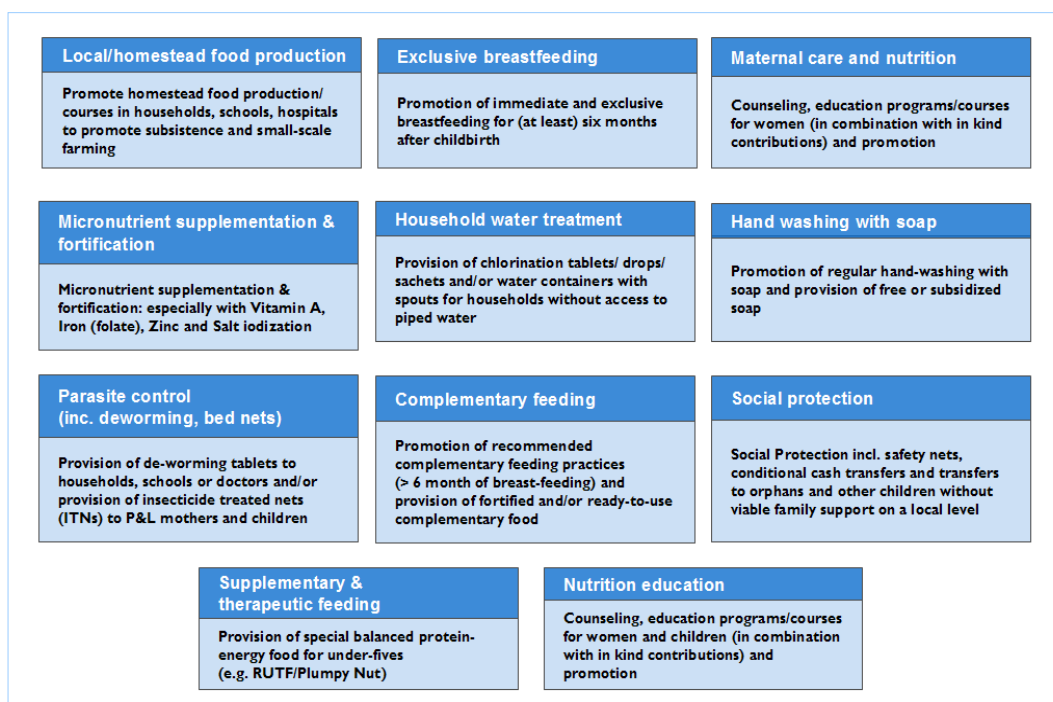 Local/homestead food production
Promote homestead food production/
courses in households, schools, hospitals
to promote subsistence and small-scale
farming
Exclusive breastfeeding
Promotion of immediate and exclusive
breastfeeding for (at least) six months
after childbirth
Maternal care and nutrition
Counseling, education programs/courses
for women (in combination with in kind
contributions) and promotion
Micronutrient supplementation &
fortification
Micronutrient supplementation &
fortification: especially with Vitamin A,
Iron (folate), Zinc and Salt iodization
Household water treatment
Provision of chlorination tablets/ drops/
sachets and/or water containers with
spouts for households without access to
piped water
Hand washing with soap
Promotion of regular hand-washing with
soap and provision of free or subsidized
soap
Parasite control
(inc. deworming, bed nets)
Provision of de-worming tablets to
households, schools or doctors and/or
provision of insecticide treated nets
(ITNs) to P&L mothers and children
Complementary feeding
Promotion of recommended
complementary feeding practices
(> 6 month of breast-feeding) and
provision of fortified and/or ready-to-use
complementary food
Social protection
Social Protection incl. safety nets,
conditional cash transfers and transfers
to orphans and other children without
viable family support on a local level
Supplementary &
therapeutic feeding
Provision of special balanced protein-
energy food for under-fives
(e.g. RUTF/Plumpy Nut)
Nutrition education
Counseling, education programs/courses
for women and children (in combination
with in kind contributions) and
promotion